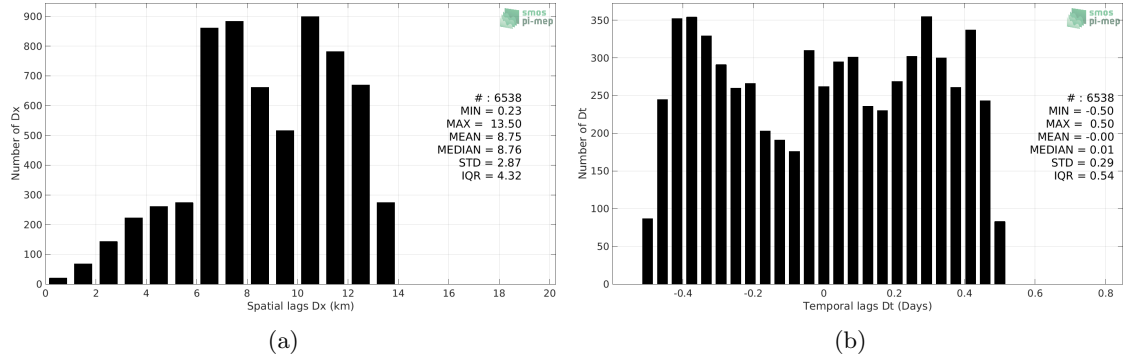 smos
pi-mep
900
800
700
600
500
400
300
200
100
0
Number of Dx
# : 6538
MIN = 0.23
MAX = 13.50
MEAN = 8.75
MEDIAN = 8.76
STD = 2.87
IQR = 4.32
0 2 4 6 8 10 12 14 16 18 20
Spatial lags Dx (km)
(a)
smos
pi-mep
350
300
250
200
150
100
50
0
Number of Dt
# : 6538
MIN = -0.50
MAX = 0.50
MEAN = -0.00
MEDIAN = 0.01
STD = 0.29
IQR = 0.54
-0.4 -0.2 0 0.2 0.4 0.6 0.8
Temporal lags Dt (Days)
(b)